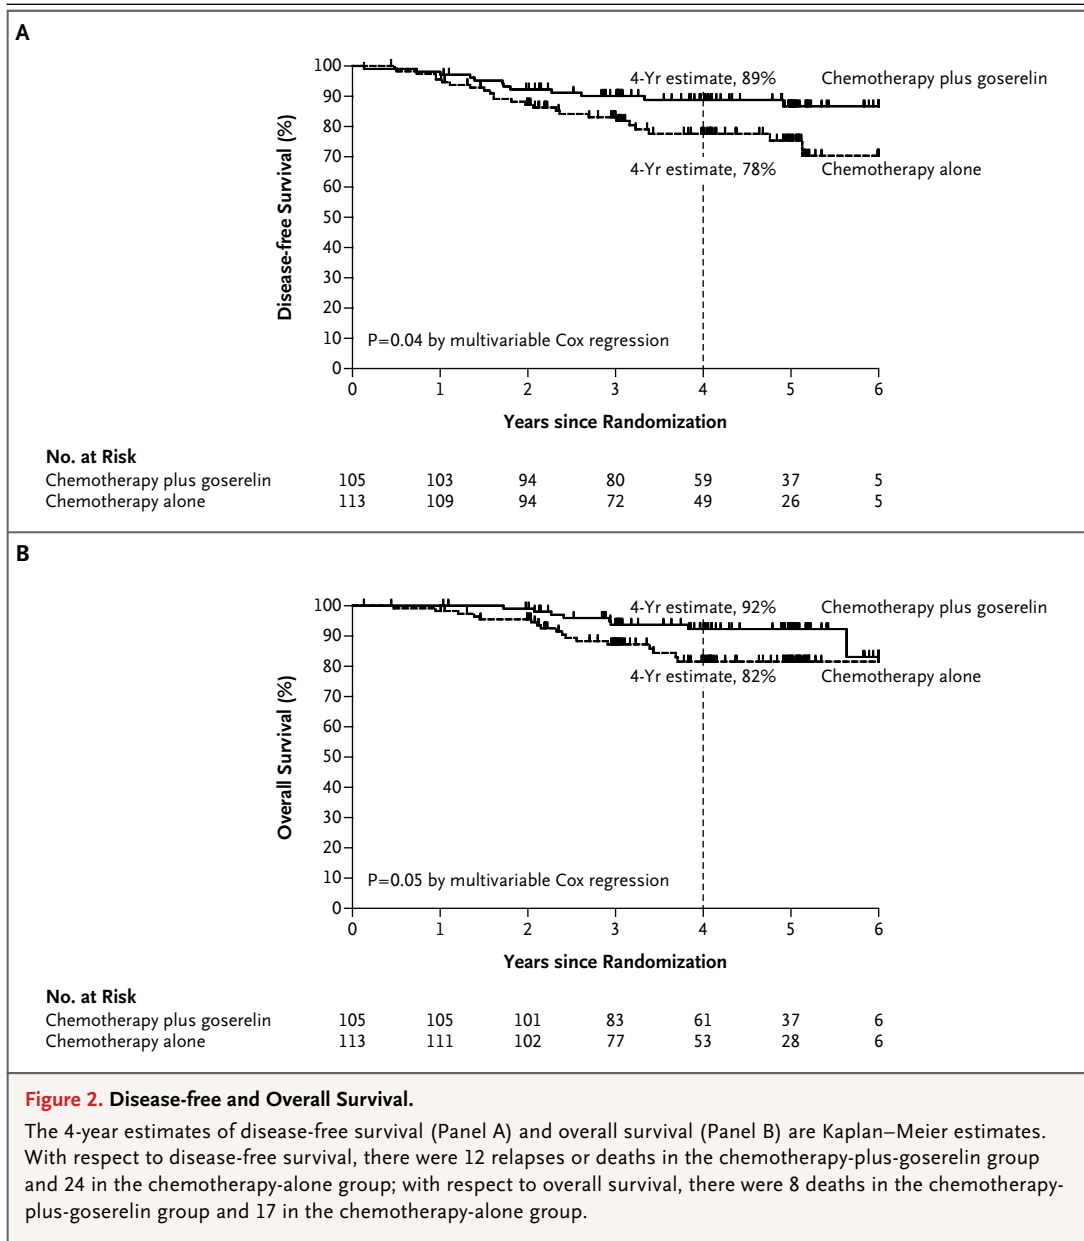 A
100
90
80
70
60
50
40
30
20
10
0
Disease-free Survival (%)
4-Yr estimate, 89%
Chemotherapy plus goserelin
4-Yr estimate, 78%
Chemotherapy alone
P=0.04 by multivariable Cox regression
0 1 2 3 4 5 6
Years since Randomization
No. at Risk
Chemotherapy plus goserelin 105 103 94 80 59 37 5
Chemotherapy alone 113 109 94 72 49 26 5
B
100
90
80
70
60
50
40
30
20
10
0
Overall Survival (%)
4-Yr estimate, 92%
Chemotherapy plus goserelin
4-Yr estimate, 82%
Chemotherapy alone
P=0.05 by multivariable Cox regression
0 1 2 3 4 5 6
Years since Randomization
No. at Risk
Chemotherapy plus goserelin 105 105 101 83 61 37 6
Chemotherapy alone 113 111 102 77 53 28 6
Figure 2. Disease-free and Overall Survival.
The 4-year estimates of disease-free survival (Panel A) and overall survival (Panel B) are Kaplan–Meier estimates.
With respect to disease-free survival, there were 12 relapses or deaths in the chemotherapy-plus-goserelin group
and 24 in the chemotherapy-alone group; with respect to overall survival, there were 8 deaths in the chemotherapy-
plus-goserelin group and 17 in the chemotherapy-alone group.